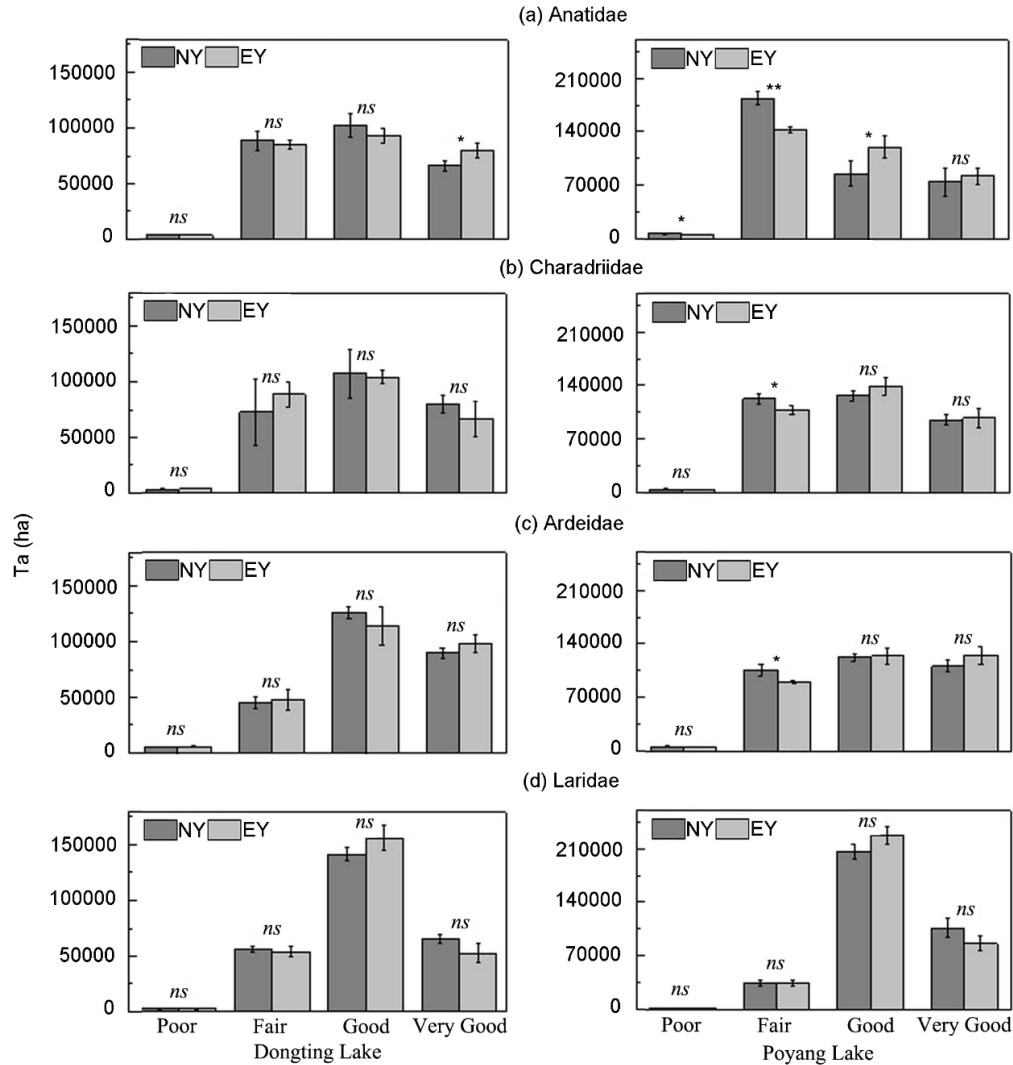 (a) Anatidae
150000
100000
50000
0
NY EY
ns
ns
ns
*
210000
140000
70000
0
NY EY
*
**
*
ns
(b) Charadriidae
150000
100000
50000
0
NY EY
ns
ns
ns
ns
210000
140000
70000
0
NY EY
ns
*
ns
ns
Ta (ha)
(c) Ardeidae
150000
100000
50000
0
NY EY
ns
ns
ns
ns
210000
140000
70000
0
NY EY
ns
*
ns
ns
(d) Laridae
150000
100000
50000
0
NY EY
ns
ns
ns
ns
210000
140000
70000
0
NY EY
ns
ns
ns
ns
Poor Fair Good Very Good
Dongting Lake
Poor Fair Good Very Good
Poyang Lake